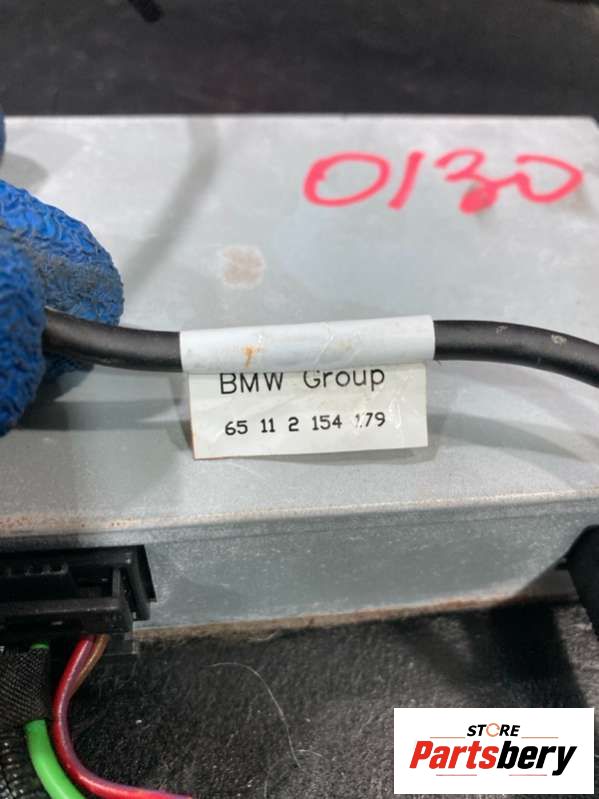 0130
BMW Group
65 11 2 154 179
STORE
Partsbery